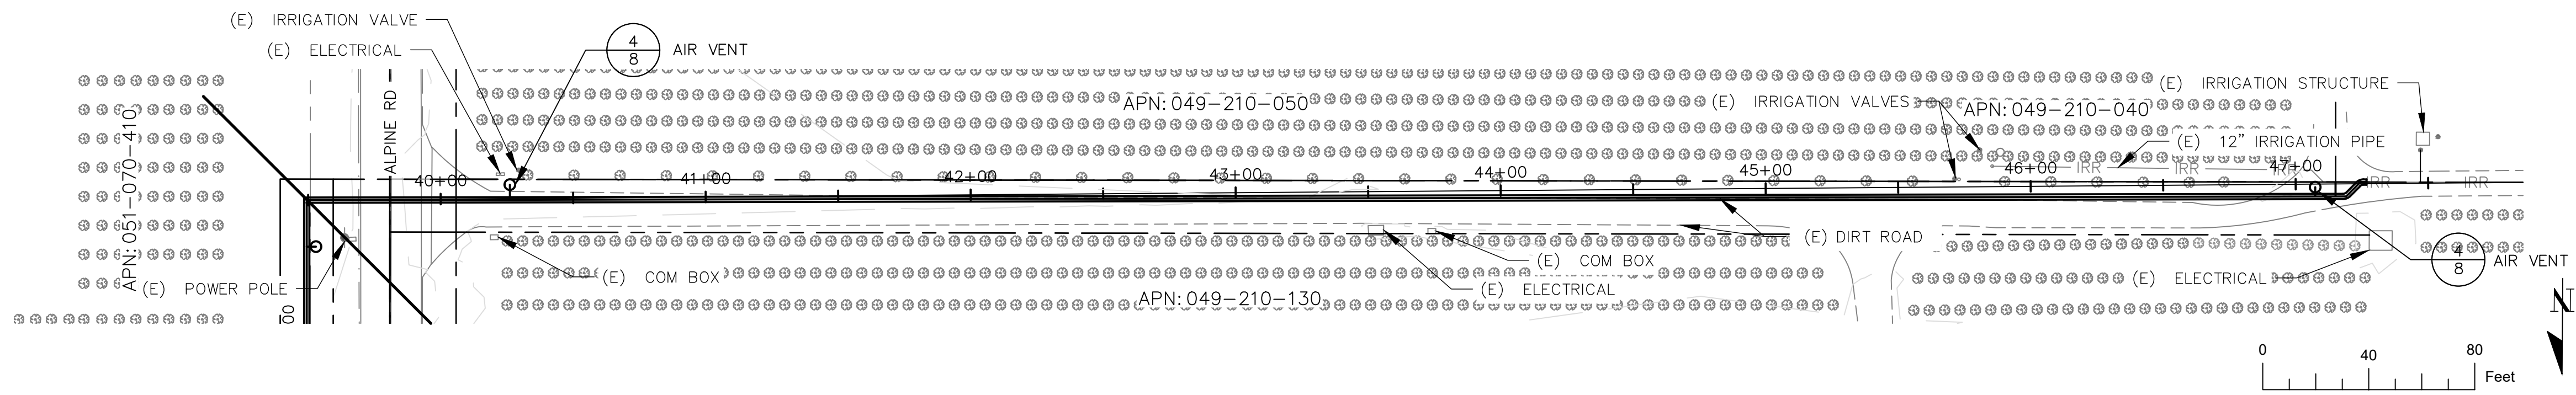 (E) IRRIGATION VALVE
(E) ELECTRICAL
4
8
AIR VENT
ALPINE RD
APN: 051-070-410
(E) POWER POLE
00
APN: 049-210-050
(E) IRRIGATION VALVES
APN: 049-210-040
(E) IRRIGATION STRUCTURE
(E) 12" IRRIGATION PIPE
40+00
41+00
42+00
43+00
44+00
45+00
46+00
47+00
IRR
IRR
IRR
IRR
IRR
(E) DIRT ROAD
(E) COM BOX
(E) COM BOX
(E) ELECTRICAL
APN: 049-210-130
(E) ELECTRICAL
4
8
AIR VENT
N
0
40
80
Feet